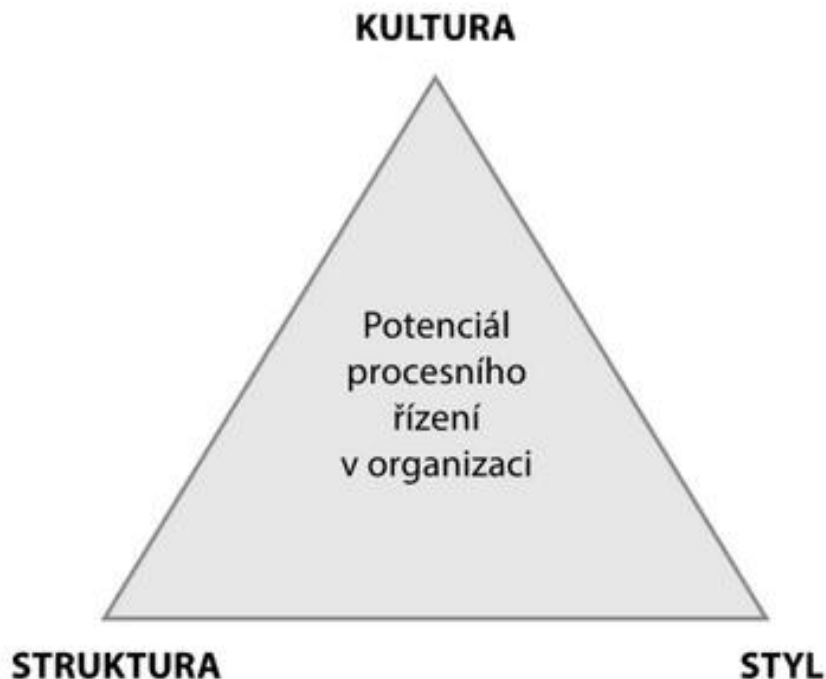 KULTURA
Potenciál
procesního
řízení
v organizaci
STRUKTURA
STYL